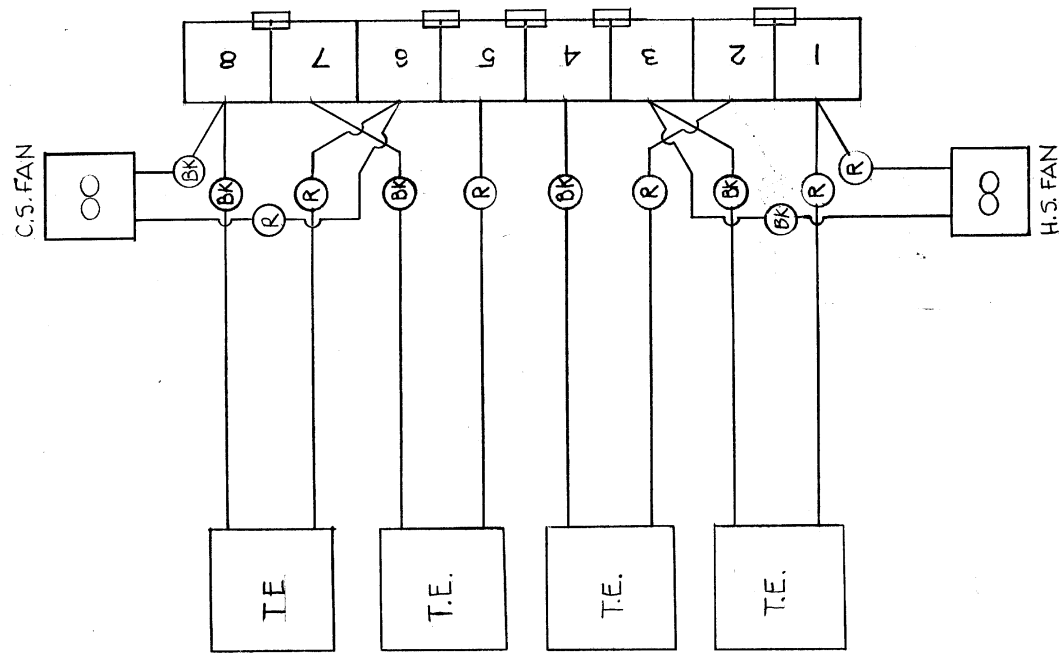 8 7 6 5 4 3 2 1
C.S. FAN
H.S. FAN
BK
R
BK
R
BK
R
BK
R
BK
R
BK
R
T.E
T.E.
T.E.
T.E.